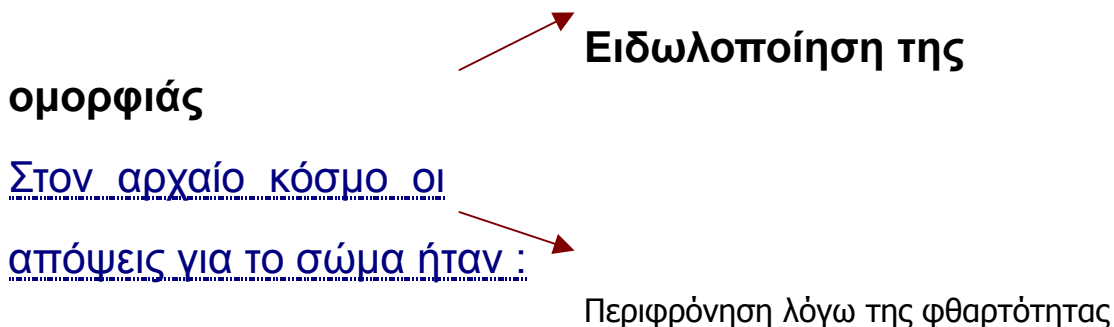 Ειδωλοποίηση της
ομορφιάς
Στον αρχαίο κόσμο οι
απόψεις για το σώμα ήταν :
Περιφρόνηση λόγω της φθαρτότητας